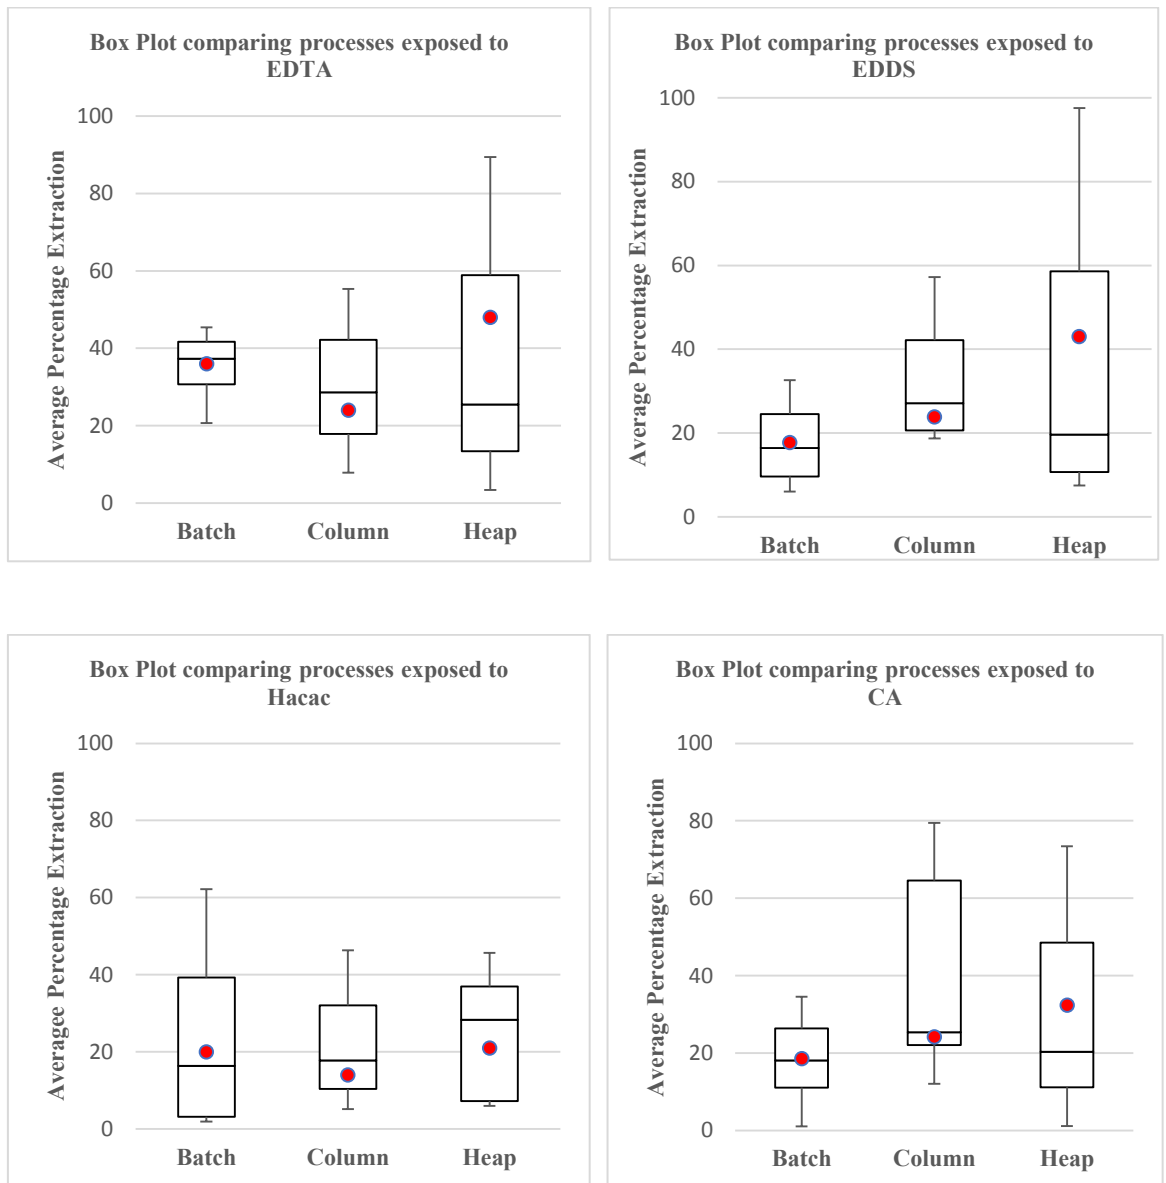 Box Plot comparing processes exposed to
EDTA
Average Percentage Extraction
100
80
60
40
20
0
Batch Column Heap
Box Plot comparing processes exposed to
EDDS
Average Percentage Extraction
100
80
60
40
20
0
Batch Column Heap
Box Plot comparing processes exposed to
Hacac
Averagee Percentage Extraction
100
80
60
40
20
0
Batch Column Heap
Box Plot comparing processes exposed to
CA
Average Percentage Extraction
100
80
60
40
20
0
Batch Column Heap